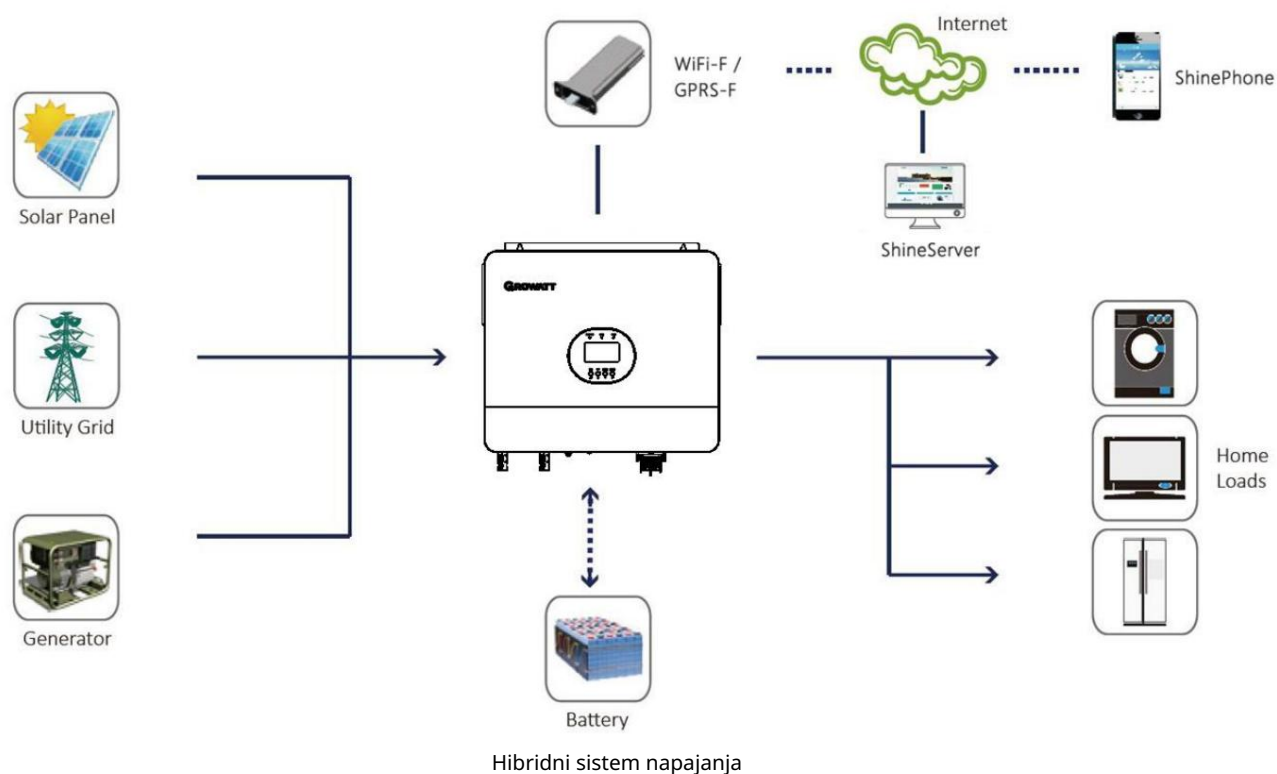 Internet
WiFi-F /
GPRS-F
ShinePhone
Solar Panel
ShineServer
GROWATT
Utility Grid
Home
Loads
Generator
Battery
Hibridni sistem napajanja